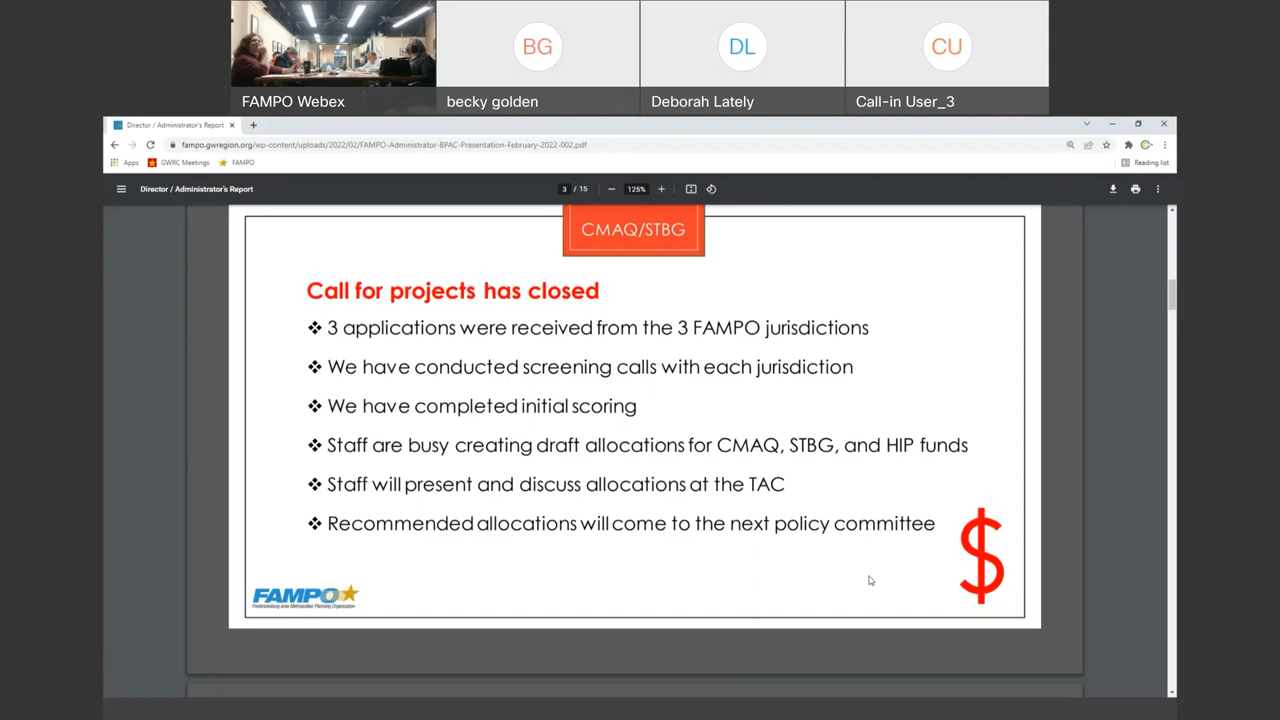 BG
DL
CU
FAMPO Webex
becky golden
Deborah Lately
Call-in User_3
Director / Administrator's Report
fampo.gwregion.org/wp-content/uploads/2022/02/FAMPO-Administrator-BPAC-Presentation-February-2022-002.pdf
Apps
GWRC Meetings
FAMPO
Reading list
Director / Administrator's Report
3 / 15
125%
CMAQ/STBG
Call for projects has closed
❖ 3 applications were received from the 3 FAMPO jurisdictions
❖ We have conducted screening calls with each jurisdiction
❖ We have completed initial scoring
❖ Staff are busy creating draft allocations for CMAQ, STBG, and HIP funds
❖ Staff will present and discuss allocations at the TAC
❖ Recommended allocations will come to the next policy committee
$
FAMPO
Fredericksburg Area Metropolitan Planning Organization